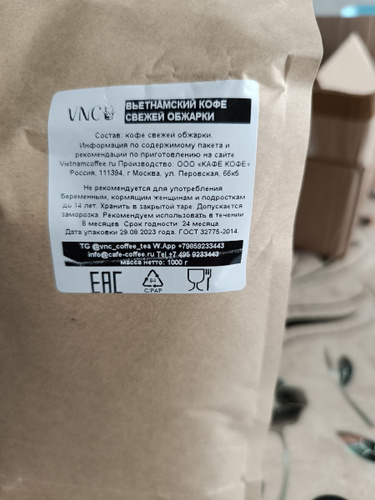 VNC
ВЬЕТНАМСКИЙ КОФЕ
СВЕЖЕЙ ОБЖАРКИ
Состав: кофе свежей обжарки.
Информация по содержимому пакета и
рекомендации по приготовлению на сайте
Vietnamcoffee.ru Производство: ООО «КАФЕ КОФЕ»
Россия, 111394, г Москва, ул. Перовская, 66к5
Не рекомендуется для употребления
беременным, кормящим женщинам и подросткам
до 14 лет. Хранить в закрытой таре. Допускается
заморозка. Рекомендуем использовать в течении
8 месяцев. Срок годности: 24 месяца.
Дата упаковки 29.08.2023 года. ГОСТ 32775-2014.
TG @vnc_coffee_tea W.App +79859233443
info@cafe-coffee.ru Tel.+7 495 9233443
масса нетто: 1000 г
EAC
C/PAP